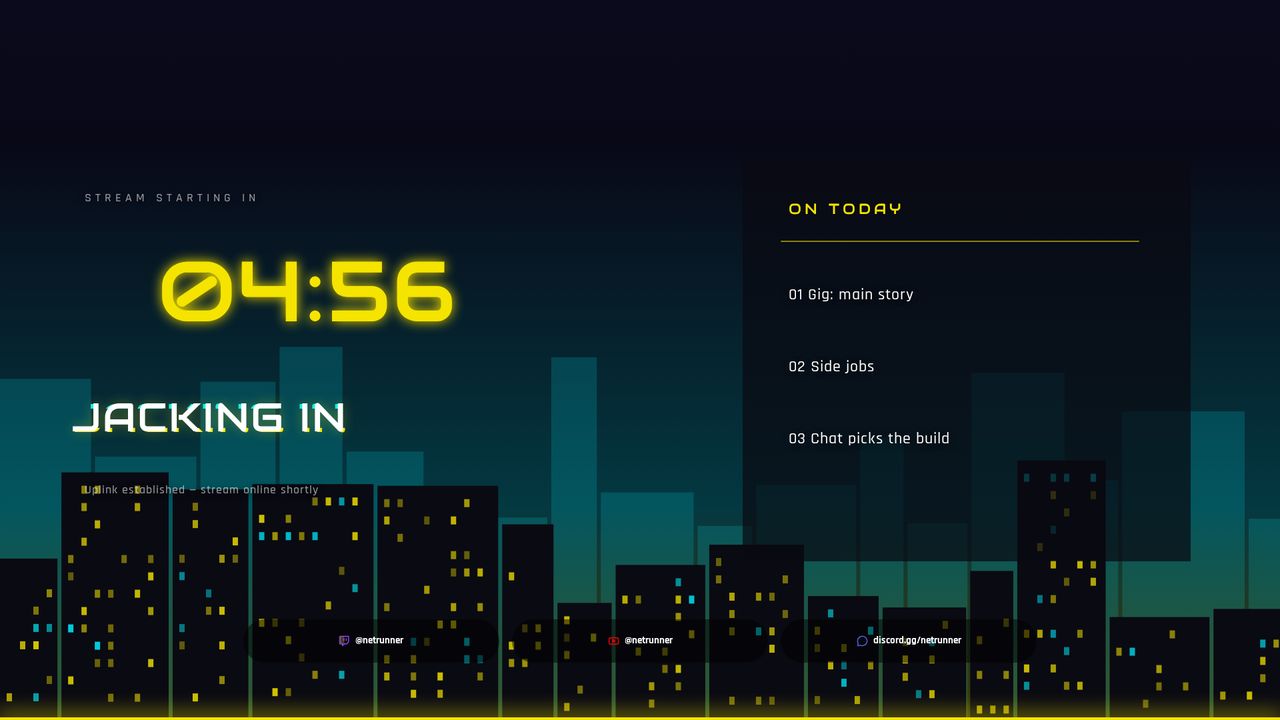 STREAM STARTING IN
04:56
JACKING IN
Uplink established – stream online shortly
ON TODAY
01 Gig: main story
02 Side jobs
03 Chat picks the build
@netrunner
@netrunner
discord.gg/netrunner